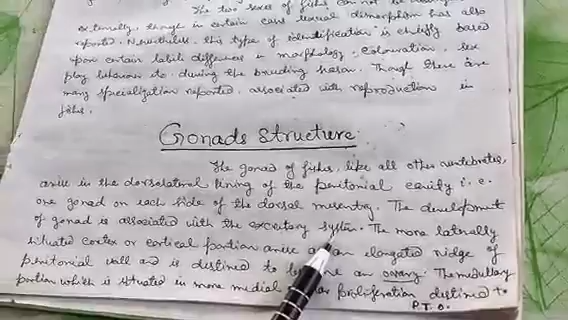 The two sexes of fishes can not be
externally, though in certain cases sexual dimorphism has also
reported. Nevertheless, this type of identification is entirely based
upon certain labile differences in morphology, colouration, sex
play behaviour etc. during the breeding season. Though there are
many specialization reported, associated with reproduction in
fishes.
Gonads Structure
The gonad of fishes, like all other vertebrates,
arise in the dorsolateral lining of the peritonial cavity i.e.
one gonad on each side of the dorsal mesentry. The development
of gonad is associated with the excretory system. The more laterally
situated cortex or cortical portion arise as an elongated ridge of
peritonial wall and is destined to become an ovary. The medullary
portion which is situated in more medial proliferation destined to
P.T.O.